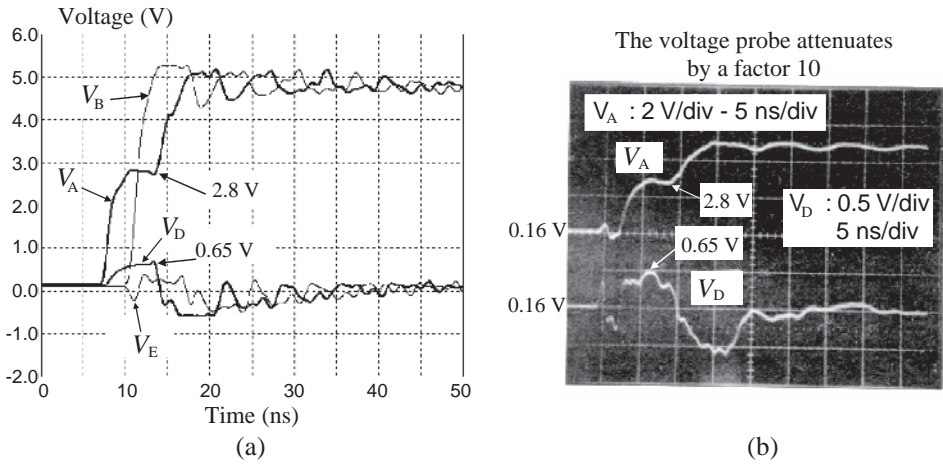 Voltage (V)
6.0
5.0
4.0
3.0
2.0
1.0
0.0
-1.0
-2.0
0
10
20
30
40
50
Time (ns)
V_B
V_A
2.8 V
V_D
0.65 V
V_E
(a)
The voltage probe attenuates
by a factor 10
V_A : 2 V/div - 5 ns/div
V_A
2.8 V
V_D : 0.5 V/div
5 ns/div
0.16 V
0.65 V
0.16 V
V_D
(b)